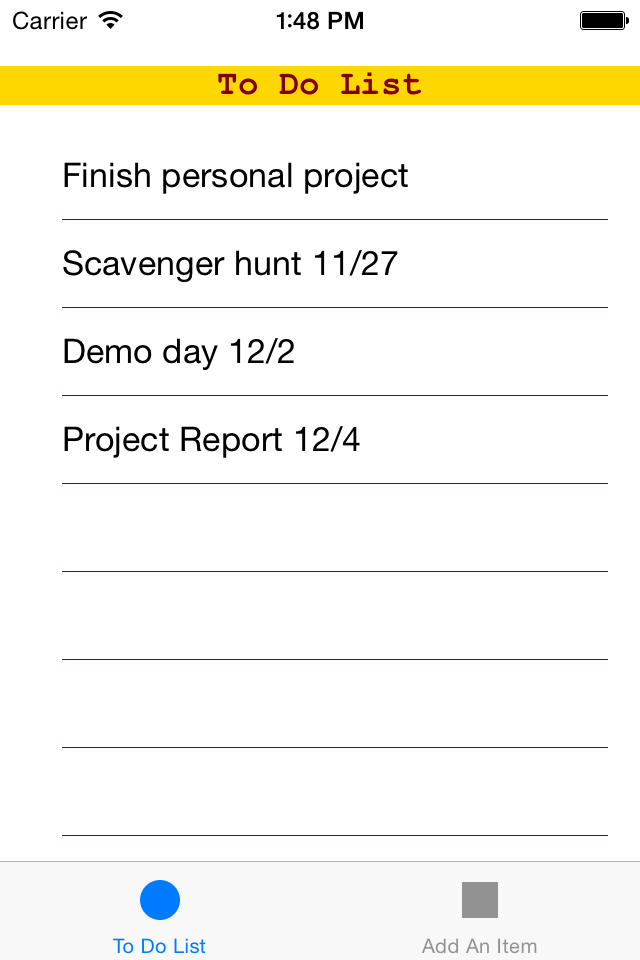 Carrier 1:48 PM
To Do List
Finish personal project
Scavenger hunt 11/27
Demo day 12/2
Project Report 12/4
To Do List Add An Item